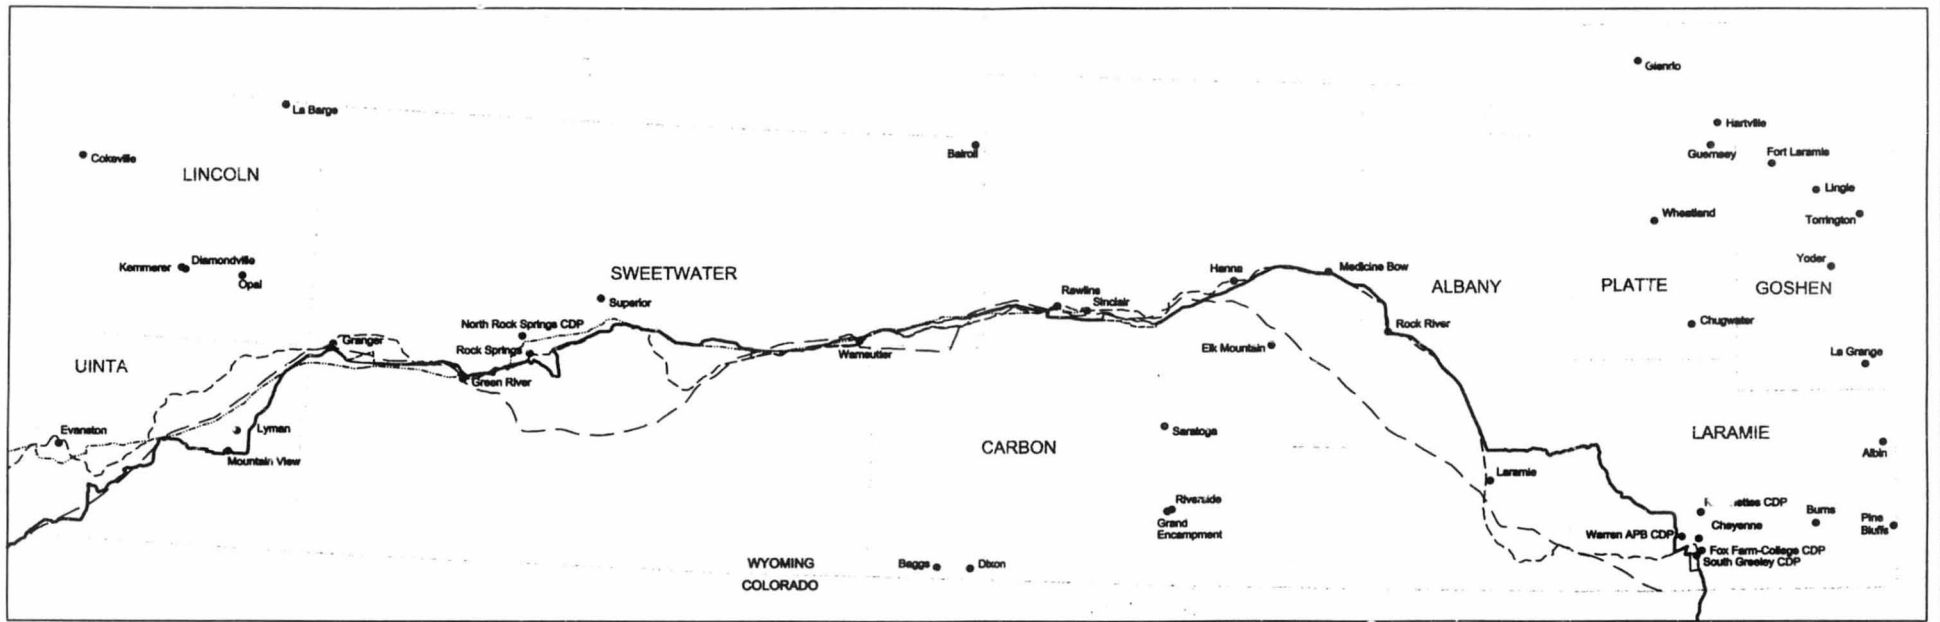 Glenrlo
La Barge
Hartville
Cokeville
Bairoil
Guernsey
Fort Laramie
LINCOLN
Lingle
Wheatland
Torrington
Kemmerer
Diamondville
Opal
SWEETWATER
Yoder
Hanna
Medicine Bow
ALBANY
PLATTE
GOSHEN
Superior
Rawlins
Sinclair
Chugwater
North Rock Springs CDP
Rock River
Granger
Rock Springs
Wamsutter
Elk Mountain
La Grange
UINTA
Green River
Evanston
Lyman
Saratoga
LARAMIE
CARBON
Albin
Mountain View
Laramie
Riverside
Grand
Encampment
CDP
Burns
Pine
Bluffs
Cheyenne
Warren APB CDP
Fox Farm-College CDP
South Greeley CDP
WYOMING
COLORADO
Baggs
Dixon